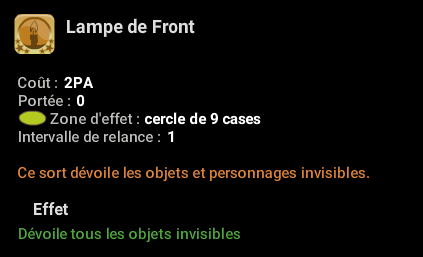 Lampe de Front
Coût : 2PA
Portée : 0
Zone d'effet : cercle de 9 cases
Intervalle de relance : 1
Ce sort dévoile les objets et personnages invisibles.
Effet
Dévoile tous les objets invisibles